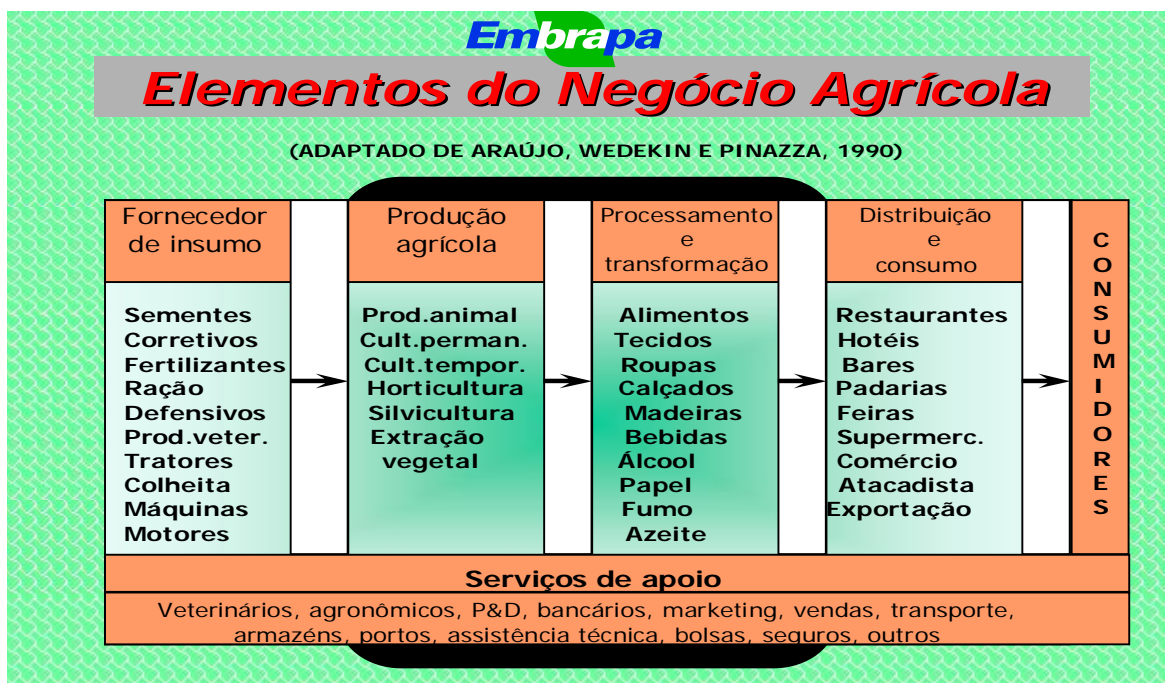 Embrapa
Elementos do Negócio Agrícola
(ADAPTADO DE ARAÚJO, WEDEKIN E PINAZZA, 1990)
Fornecedor
de insumo
Sementes
Corretivos
Fertilizantes
Ração
Defensivos
Prod.veter.
Tratores
Colheita
Máquinas
Motores
Produção
agrícola
Prod.animal
Cult.perman.
Cult.tempor.
Horticultura
Silvicultura
Extração
vegetal
Processamento
e
transformação
Alimentos
Tecidos
Roupas
Calçados
Madeiras
Bebidas
Álcool
Papel
Fumo
Azeite
Distribuição
e
consumo
Restaurantes
Hotéis
Bares
Padarias
Feiras
Supermerc.
Comércio
Atacadista
Exportação
CONSUMIDORES
Serviços de apoio
Veterinários, agronômicos, P&D, bancários, marketing, vendas, transporte,
armazéns, portos, assistência técnica, bolsas, seguros, outros